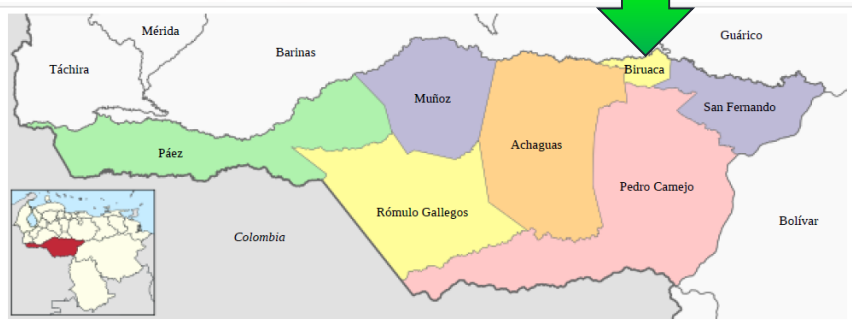 Mérida
Guárico
Barinas
Táchira
Biruaca
Muñoz
San Fernando
Achaguas
Páez
Pedro Camejo
Rómulo Gallegos
Bolívar
Colombia